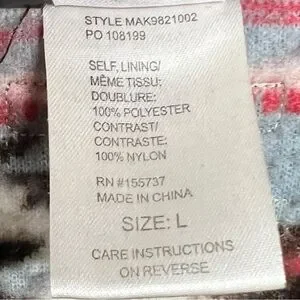 STYLE MAK9821002
PO 108199
SELF, LINING/
MÊME TISSU:
DOUBLURE:
100% POLYESTER
CONTRAST/
CONTRASTE:
100% NYLON
RN #155737
MADE IN CHINA
SIZE: L
CARE INSTRUCTIONS
ON REVERSE